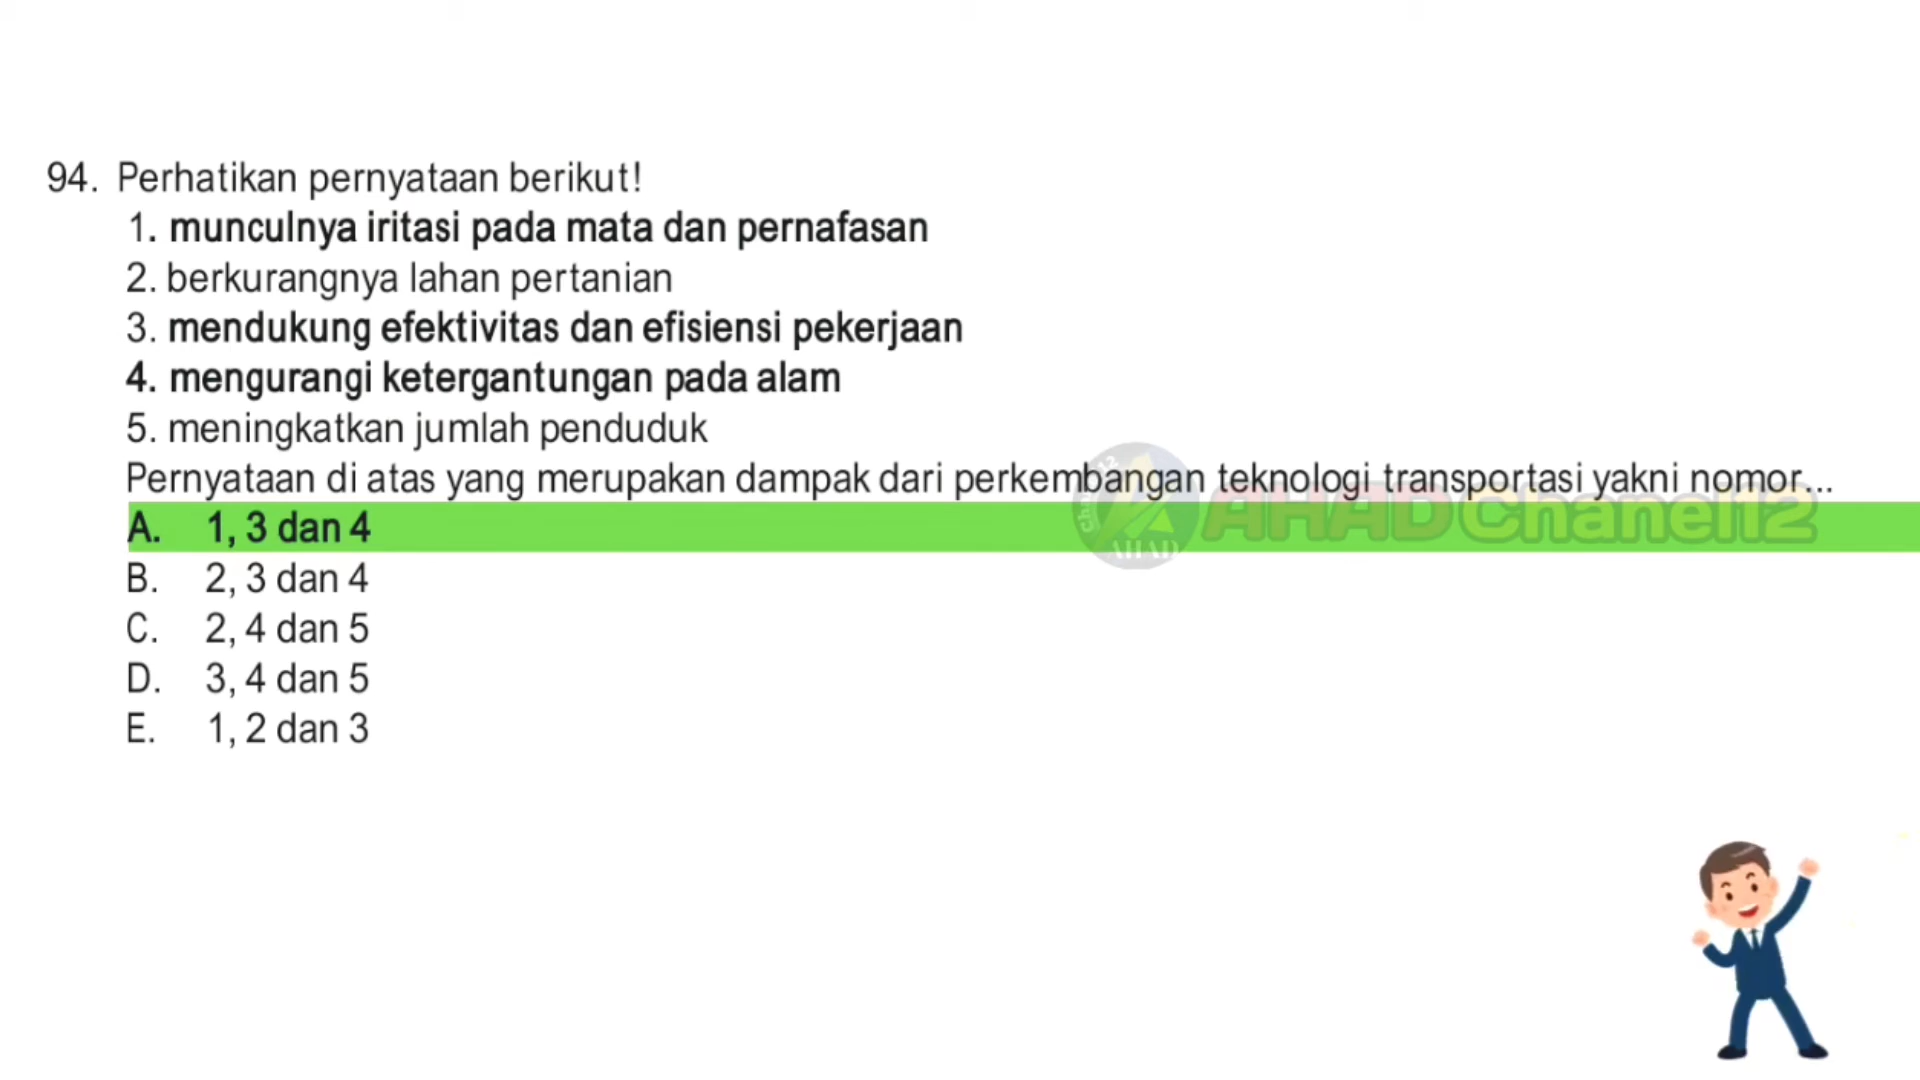 94. Perhatikan pernyataan berikut!
1. munculnya iritasi pada mata dan pernafasan
2. berkurangnya lahan pertanian
3. mendukung efektivitas dan efisiensi pekerjaan
4. mengurangi ketergantungan pada alam
5. meningkatkan jumlah penduduk
Pernyataan di atas yang merupakan dampak dari perkembangan teknologi transportasi yakni nomor...
A. 1, 3 dan 4
AHAD Chanel12
AHAD
B. 2, 3 dan 4
C. 2, 4 dan 5
D. 3, 4 dan 5
E. 1, 2 dan 3